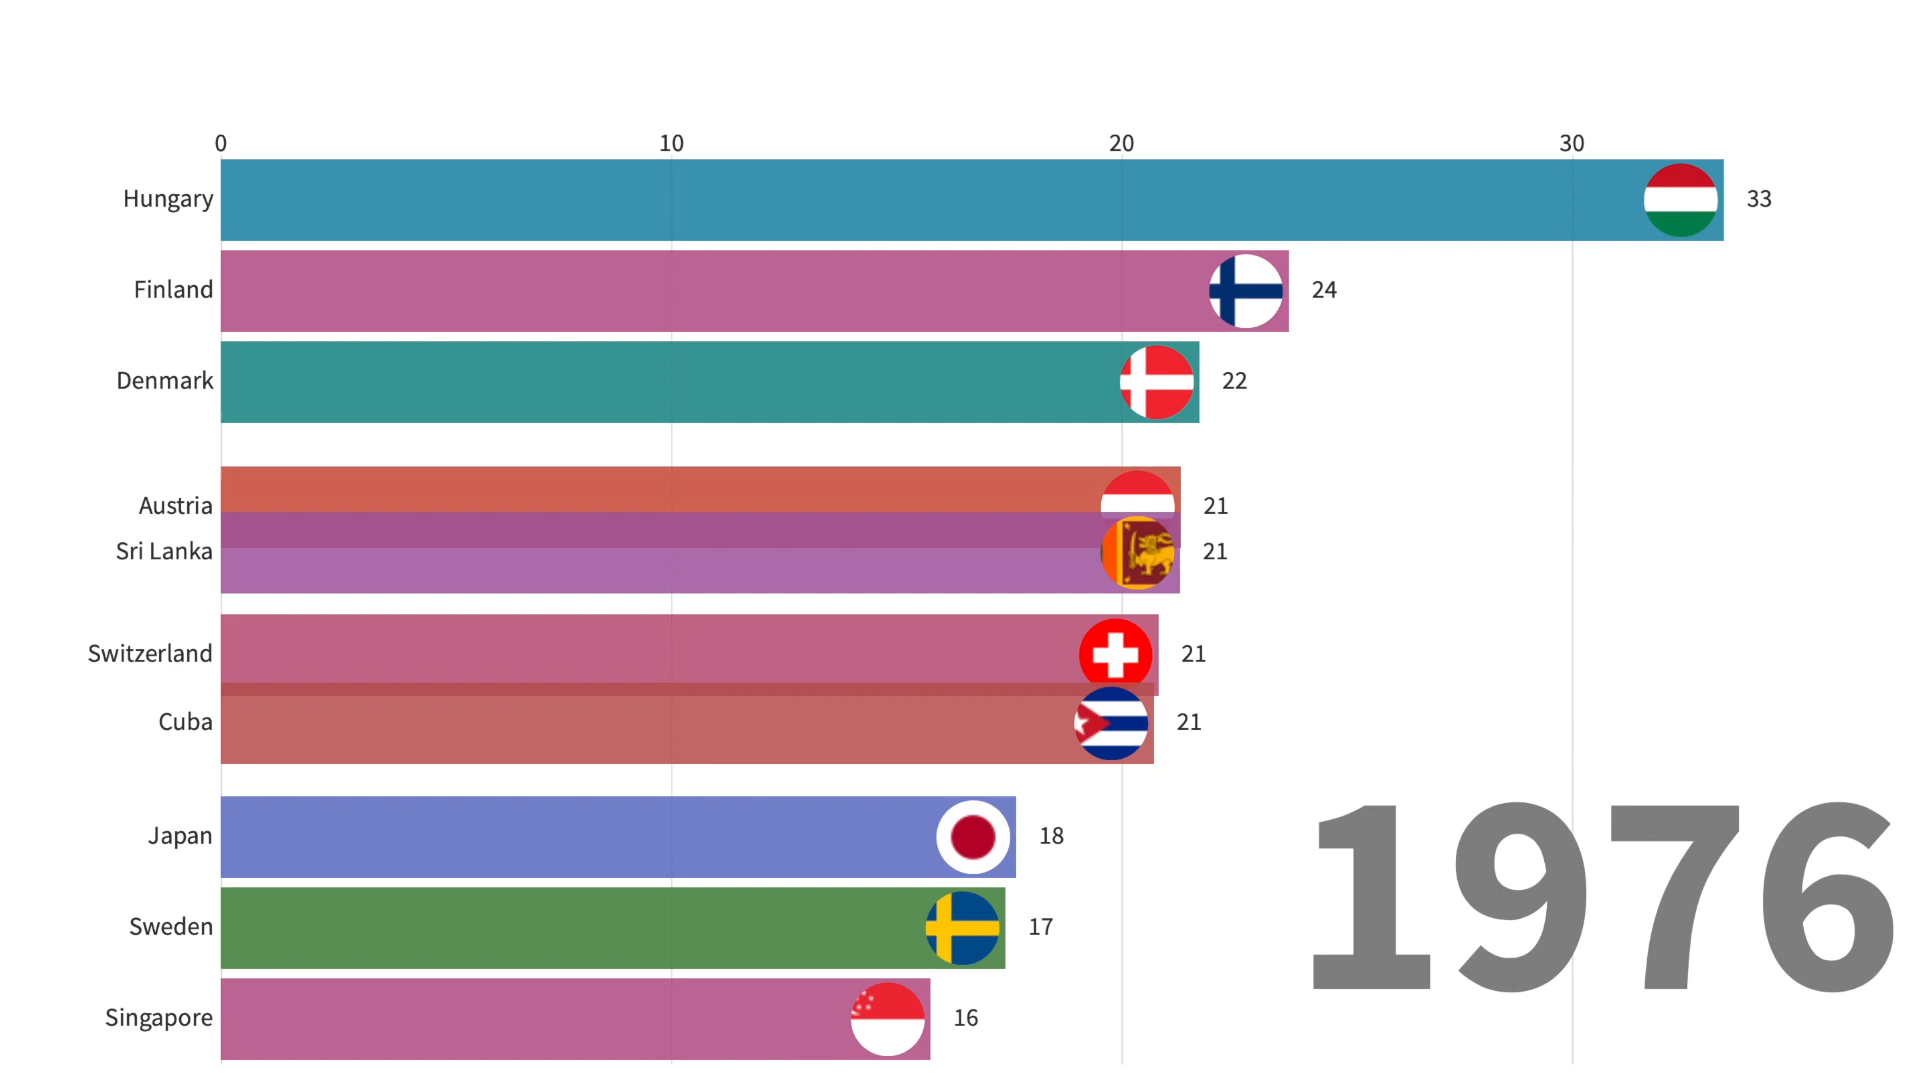 0 10 20 30
Hungary 33
Finland 24
Denmark 22
Austria 21
Sri Lanka 21
Switzerland 21
Cuba 21
Japan 18
Sweden 17
Singapore 16
1976